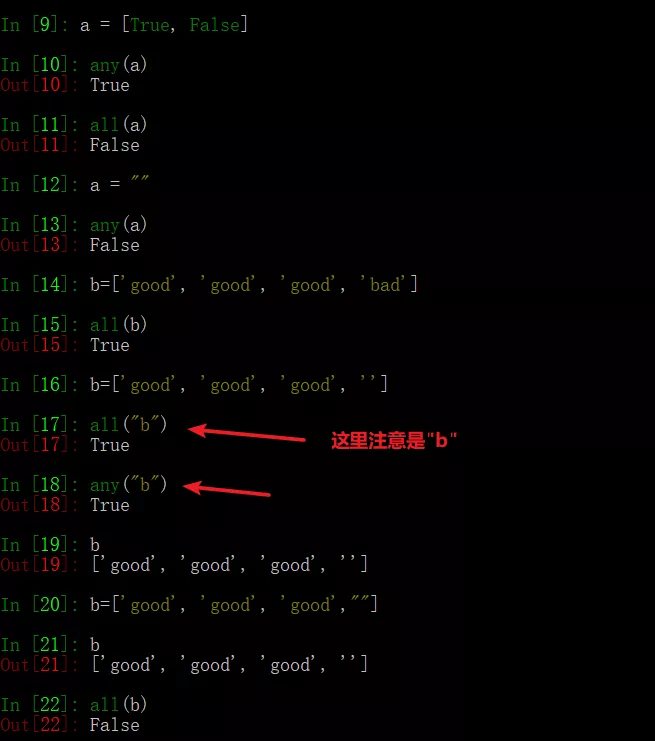 In [9]: a = [True, False]
In [10]: any(a)
Out[10]: True
In [11]: all(a)
Out[11]: False
In [12]: a = ""
In [13]: any(a)
Out[13]: False
In [14]: b=['good', 'good', 'good', 'bad']
In [15]: all(b)
Out[15]: True
In [16]: b=['good', 'good', 'good', '']
In [17]: all("b")
这里注意是"b"
Out[17]: True
In [18]: any("b")
Out[18]: True
In [19]: b
Out[19]: ['good', 'good', 'good', '']
In [20]: b=['good', 'good', 'good',""]
In [21]: b
Out[21]: ['good', 'good', 'good', '']
In [22]: all(b)
Out[22]: False